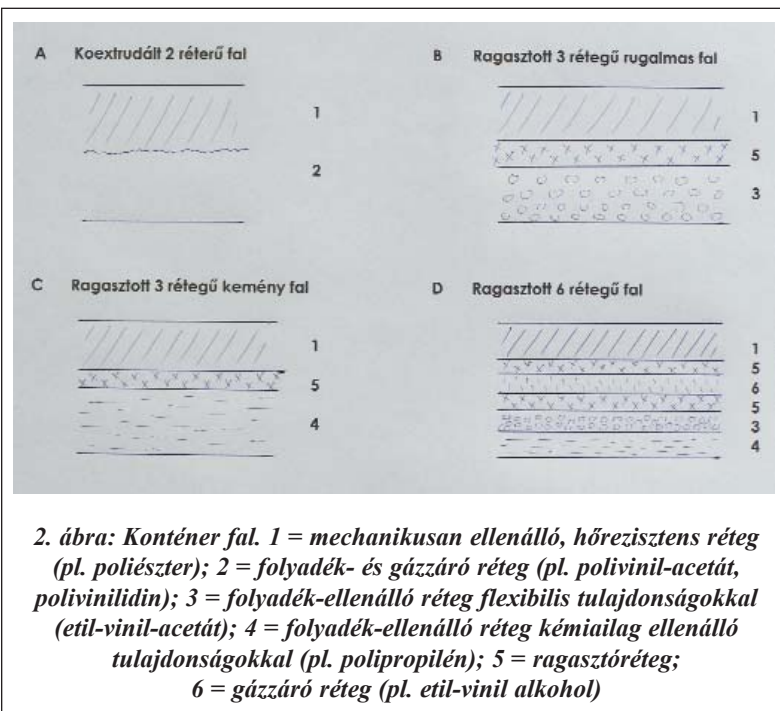 A Koextrudált 2 réterű fal
1
2
B Ragasztott 3 rétegű rugalmas fal
1
5
3
C Ragasztott 3 rétegű kemény fal
1
5
4
D Ragasztott 6 rétegű fal
1
5
6
5
3
4
2. ábra: Konténer fal. 1 = mechanikusan ellenálló, hőrezisztens réteg
(pl. poliészter); 2 = folyadék- és gázzáró réteg (pl. polivinil-acetát,
polivinilidin); 3 = folyadék-ellenálló réteg flexibilis tulajdonságokkal
(etil-vinil-acetát); 4 = folyadék-ellenálló réteg kémiailag ellenálló
tulajdonságokkal (pl. polipropilén); 5 = ragasztóréteg;
6 = gázzáró réteg (pl. etil-vinil alkohol)